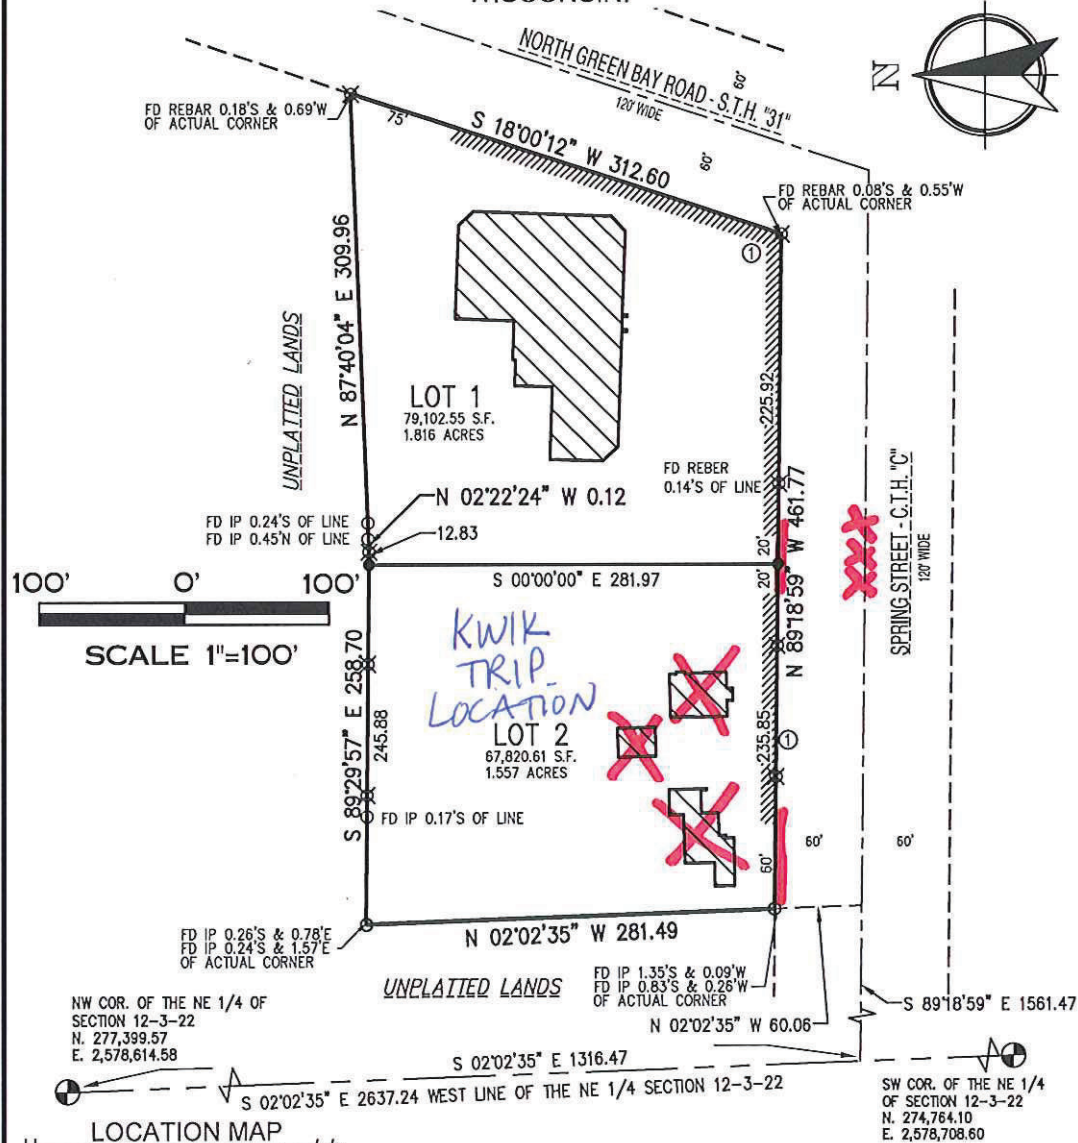 NORTH GREEN BAY ROAD - S.T.H. "31"
120' WIDE
60'
60'
N
FD REBAR 0.18'S & 0.69'W
OF ACTUAL CORNER
75'
S 18°00'12" W 312.60
FD REBAR 0.08'S & 0.55'W
OF ACTUAL CORNER
1
N 87°40'04" E 309.96
UNPLATTED LANDS
LOT 1
79,102.55 S.F.
1.816 ACRES
225.92
FD REBER
0.14'S OF LINE
N 02°22'24" W 0.12
FD IP 0.24'S OF LINE
FD IP 0.45'N OF LINE
12.83
20'
20'
N 89°18'59" W 461.77
SPRING STREET - C.T.H. "C"
120' WIDE
S 00°00'00" E 281.97
100' 0' 100'
SCALE 1"=100'
KWIK
TRIP
LOCATION
LOT 2
67,820.61 S.F.
1.557 ACRES
S 89°29'57" E 258.70
245.88
235.85
1
FD IP 0.17'S OF LINE
60'
60'
60'
FD IP 0.26'S & 0.78'E
FD IP 0.24'S & 1.57'E
OF ACTUAL CORNER
N 02°02'35" W 281.49
UNPLATTED LANDS
FD IP 1.35'S & 0.09'W
FD IP 0.83'S & 0.26'W
OF ACTUAL CORNER
N 02°02'35" W 60.06
S 89°18'59" E 1561.47
NW COR. OF THE NE 1/4 OF
SECTION 12-3-22
N. 277,399.57
E. 2,578,614.58
S 02°02'35" E 1316.47
S 02°02'35" E 2637.24 WEST LINE OF THE NE 1/4 SECTION 12-3-22
SW COR. OF THE NE 1/4
OF SECTION 12-3-22
N. 274,764.10
E. 2,578,708.60
LOCATION MAP